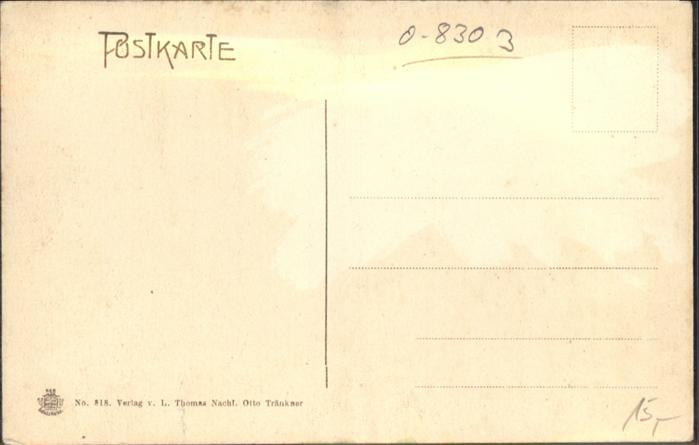 POSTKARTE
0-8303
No. 818. Verlag v. L. Thomas Nachf. Otto Tränkner
15,-